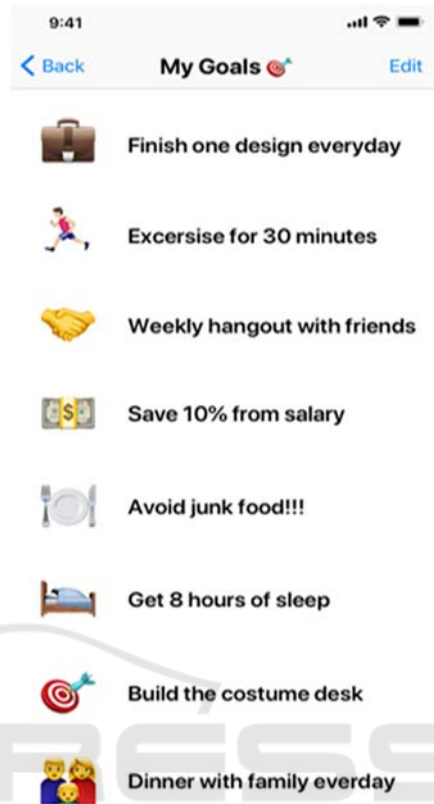 9:41
Back My Goals Edit
Finish one design everyday
Excersise for 30 minutes
Weekly hangout with friends
$
Save 10% from salary
Avoid junk food!!!
Get 8 hours of sleep
Build the costume desk
Dinner with family everday